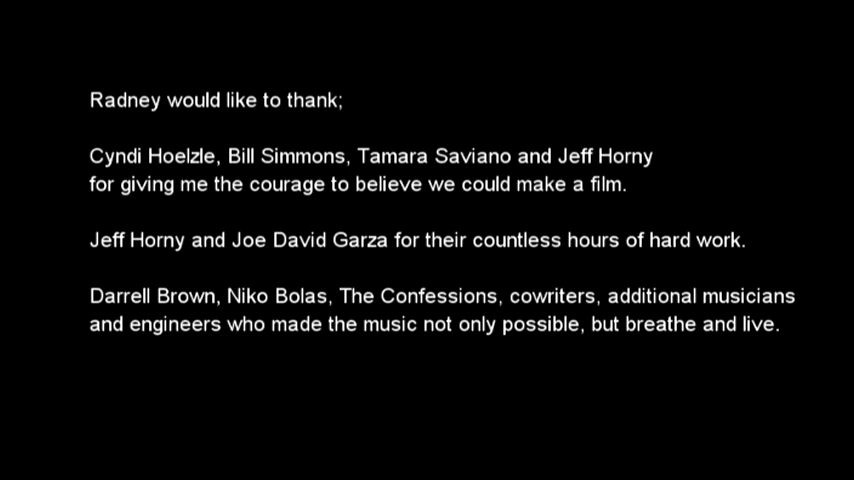 Radney would like to thank;
Cyndi Hoelzle, Bill Simmons, Tamara Saviano and Jeff Horny
for giving me the courage to believe we could make a film.
Jeff Horny and Joe David Garza for their countless hours of hard work.
Darrell Brown, Niko Bolas, The Confessions, cowriters, additional musicians
and engineers who made the music not only possible, but breathe and live.